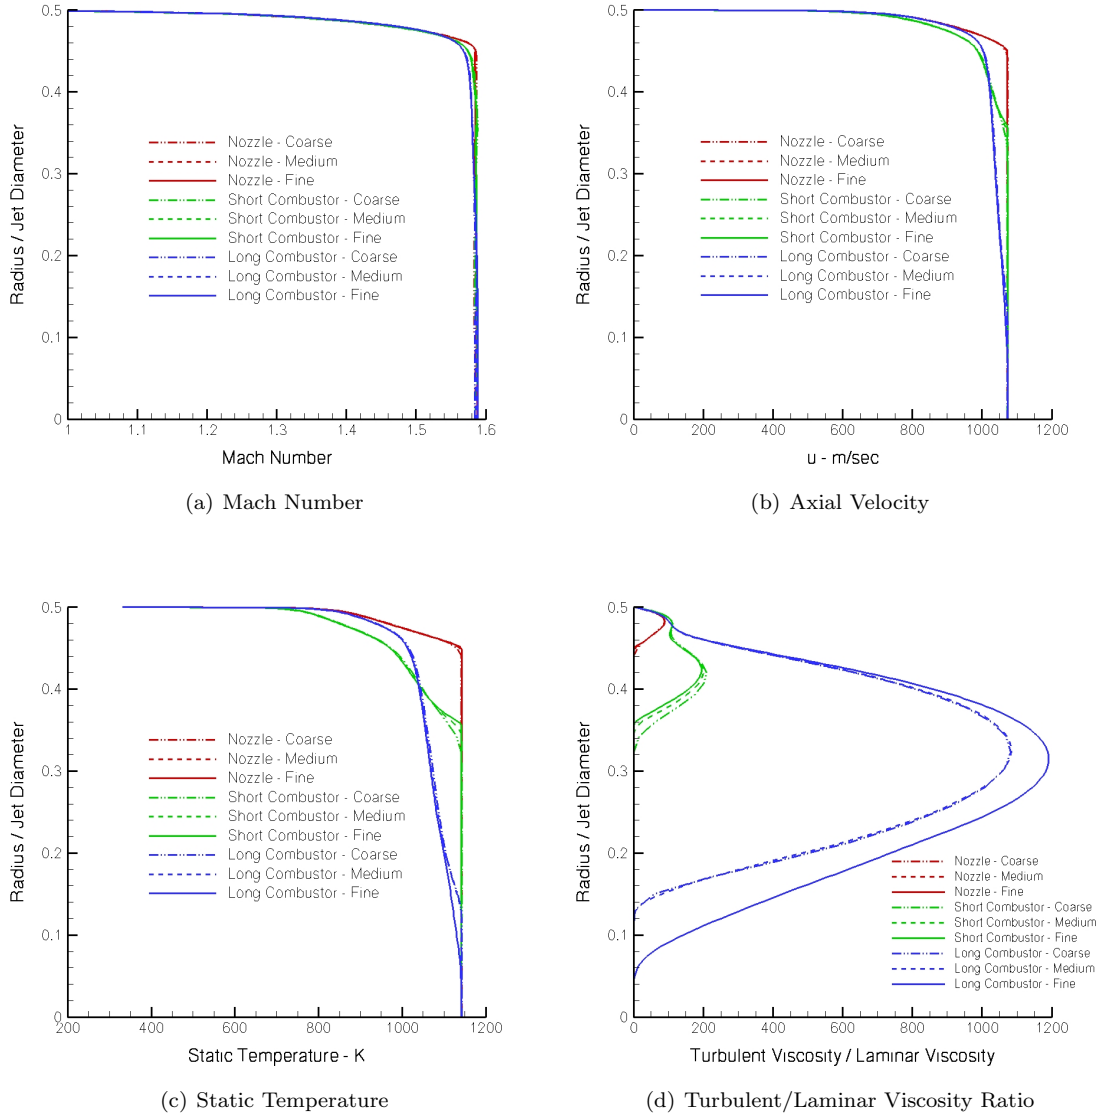 0.5
0.4
0.3
0.2
0.1
0
Radius / Jet Diameter
Nozzle - Coarse
Nozzle - Medium
Nozzle - Fine
Short Combustor - Coarse
Short Combustor - Medium
Short Combustor - Fine
Long Combustor - Coarse
Long Combustor - Medium
Long Combustor - Fine
1 1.1 1.2 1.3 1.4 1.5 1.6
Mach Number
(a) Mach Number
0.5
0.4
0.3
0.2
0.1
0
Radius / Jet Diameter
Nozzle - Coarse
Nozzle - Medium
Nozzle - Fine
Short Combustor - Coarse
Short Combustor - Medium
Short Combustor - Fine
Long Combustor - Coarse
Long Combustor - Medium
Long Combustor - Fine
0 200 400 600 800 1000 1200
u - m/sec
(b) Axial Velocity
0.5
0.4
0.3
0.2
0.1
0
Radius / Jet Diameter
Nozzle - Coarse
Nozzle - Medium
Nozzle - Fine
Short Combustor - Coarse
Short Combustor - Medium
Short Combustor - Fine
Long Combustor - Coarse
Long Combustor - Medium
Long Combustor - Fine
200 400 600 800 1000 1200
Static Temperature - K
(c) Static Temperature
0.5
0.4
0.3
0.2
0.1
0
Radius / Jet Diameter
Nozzle - Coarse
Nozzle - Medium
Nozzle - Fine
Short Combustor - Coarse
Short Combustor - Medium
Short Combustor - Fine
Long Combustor - Coarse
Long Combustor - Medium
Long Combustor - Fine
0 200 400 600 800 1000 1200
Turbulent Viscosity / Laminar Viscosity
(d) Turbulent/Laminar Viscosity Ratio